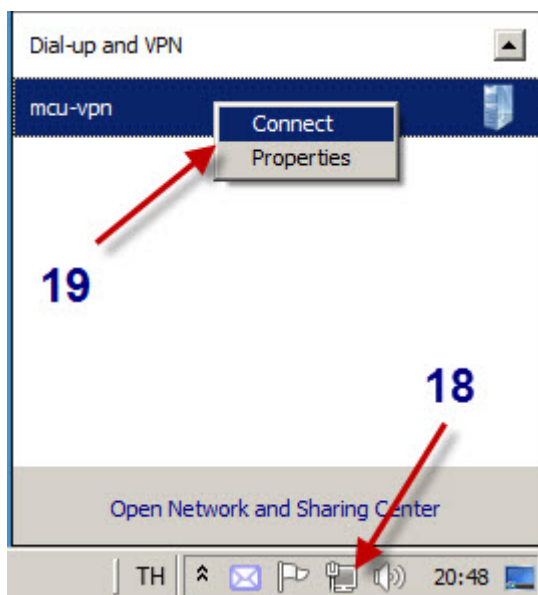 Dial-up and VPN
mcu-vpn
Connect
Properties
19
18
Open Network and Sharing Center
TH
20:48